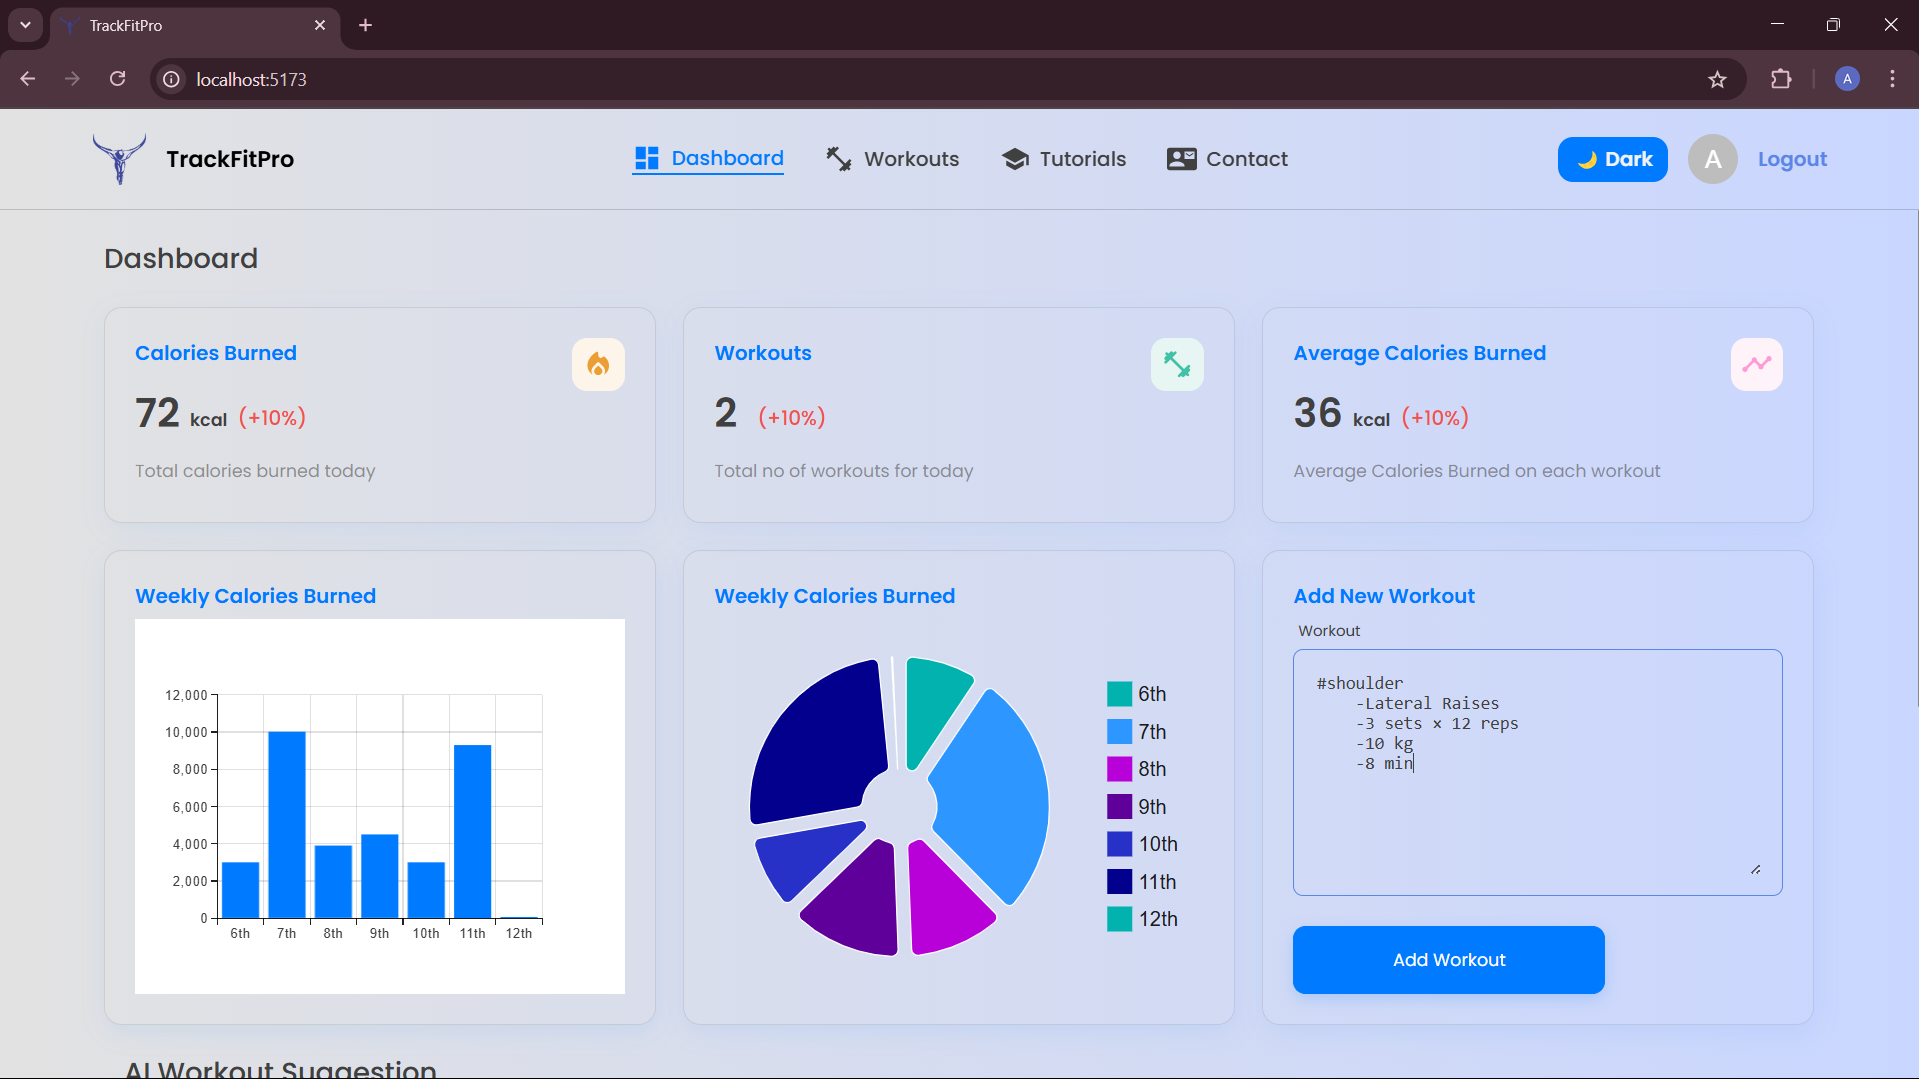 TrackFitPro
localhost:5173
A
TrackFitPro
Dashboard
Workouts
Tutorials
Contact
🌙 Dark
A
Logout
Dashboard
Calories Burned
72 kcal (+10%)
Total calories burned today
Workouts
2 (+10%)
Total no of workouts for today
Average Calories Burned
36 kcal (+10%)
Average Calories Burned on each workout
Weekly Calories Burned
12,000
10,000
8,000
6,000
4,000
2,000
0
6th 7th 8th 9th 10th 11th 12th
Weekly Calories Burned
6th
7th
8th
9th
10th
11th
12th
Add New Workout
Workout
#shoulder
-Lateral Raises
-3 sets × 12 reps
-10 kg
-8 min
Add Workout
AI Workout Suggestion